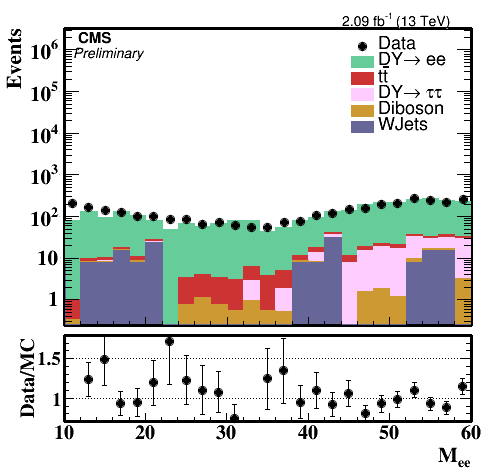 2.09 fb⁻¹ (13 TeV)
CMS
Preliminary
Events
10⁶
10⁵
10⁴
10³
10²
10
1
Data
DY→ ee
tt̄
DY→ ττ
Diboson
WJets
Data/MC
1.5
1
10 20 30 40 50 60
Mₑₑ